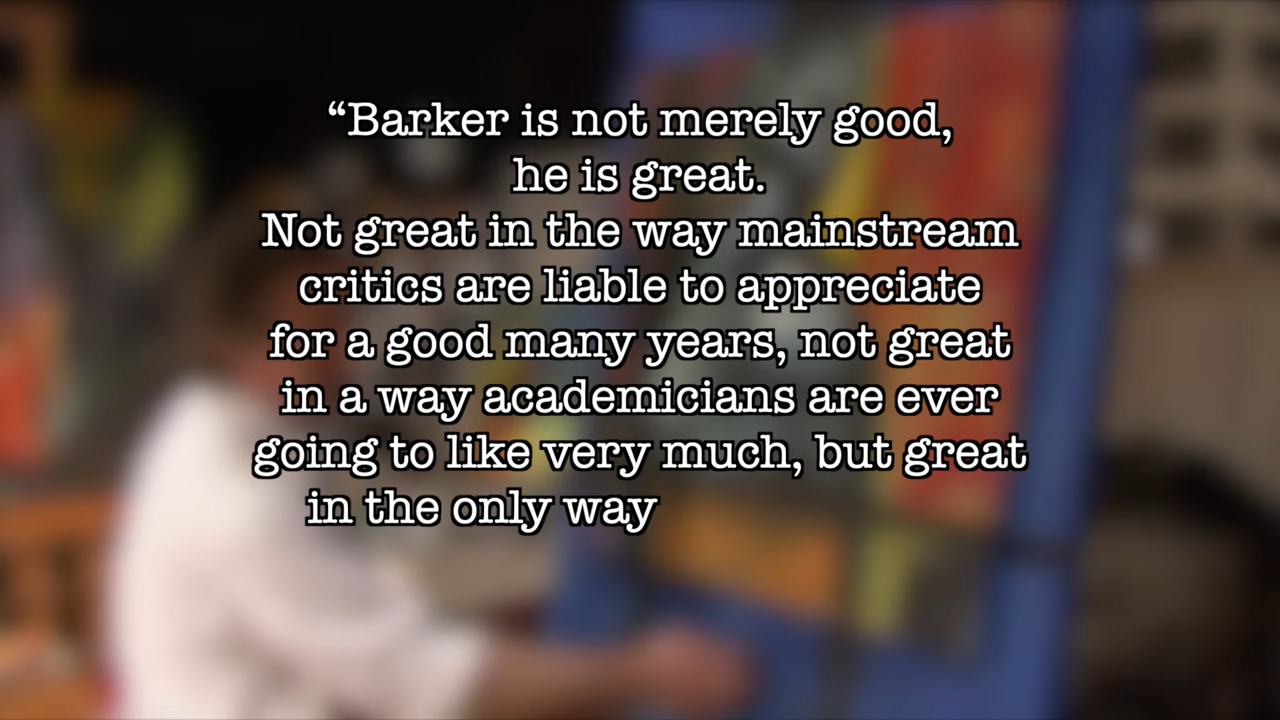 “Barker is not merely good,
he is great.
Not great in the way mainstream
critics are liable to appreciate
for a good many years, not great
in a way academicians are ever
going to like very much, but great
in the only way